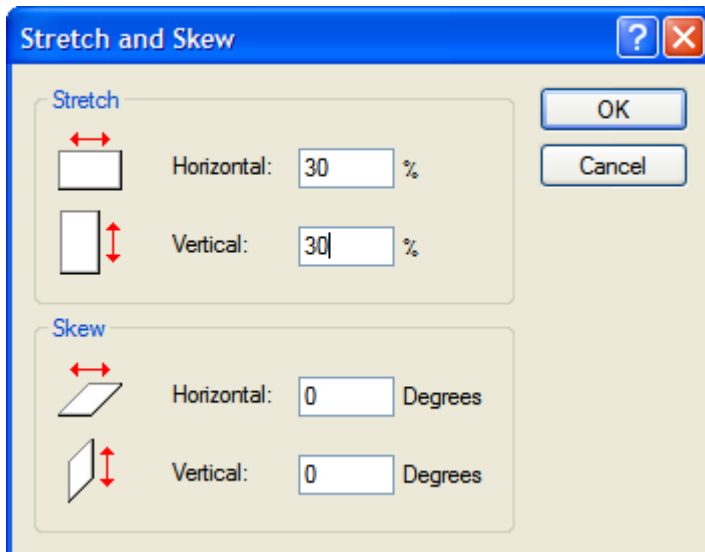 Stretch and Skew
Stretch
Horizontal: 30 %
Vertical: 30 %
Skew
Horizontal: 0 Degrees
Vertical: 0 Degrees
OK
Cancel